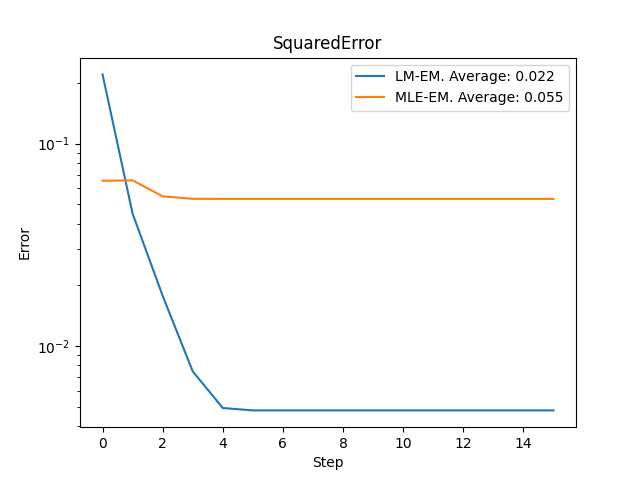 SquaredError
LM-EM. Average: 0.022
MLE-EM. Average: 0.055
10⁻¹
10⁻²
Error
0 2 4 6 8 10 12 14
Step